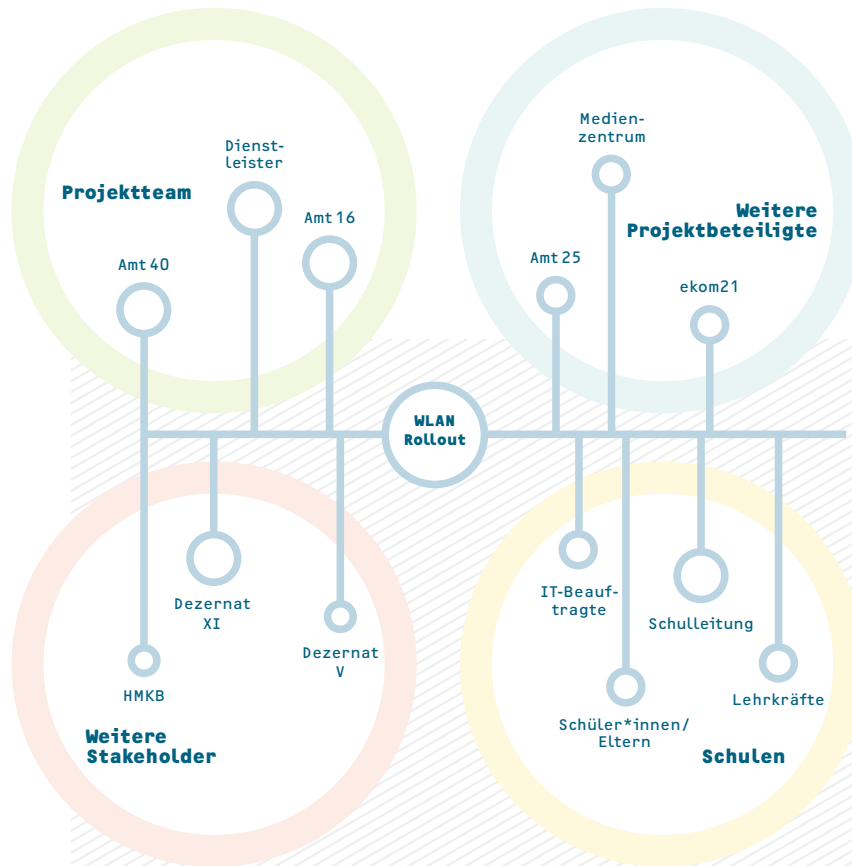 Projektteam
Dienst-
leister
Amt 16
Amt 40
Medien-
zentrum
Weitere
Projektbeteiligte
Amt 25
ekom21
WLAN
Rollout
Dezernat
XI
Dezernat
V
HMKB
Weitere
Stakeholder
IT-Beauf-
tragte
Schulleitung
Schüler*innen/
Eltern
Lehrkräfte
Schulen